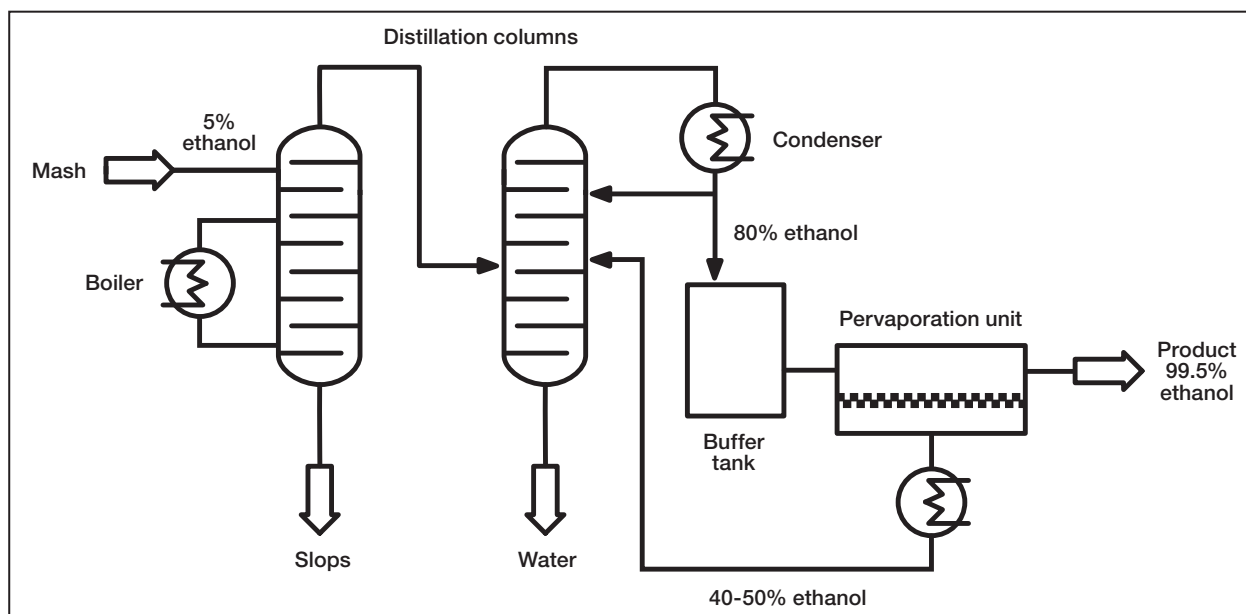 Distillation columns
5%
ethanol
Mash
Condenser
80% ethanol
Boiler
Pervaporation unit
Product
99.5%
ethanol
Buffer
tank
Slops
Water
40-50% ethanol